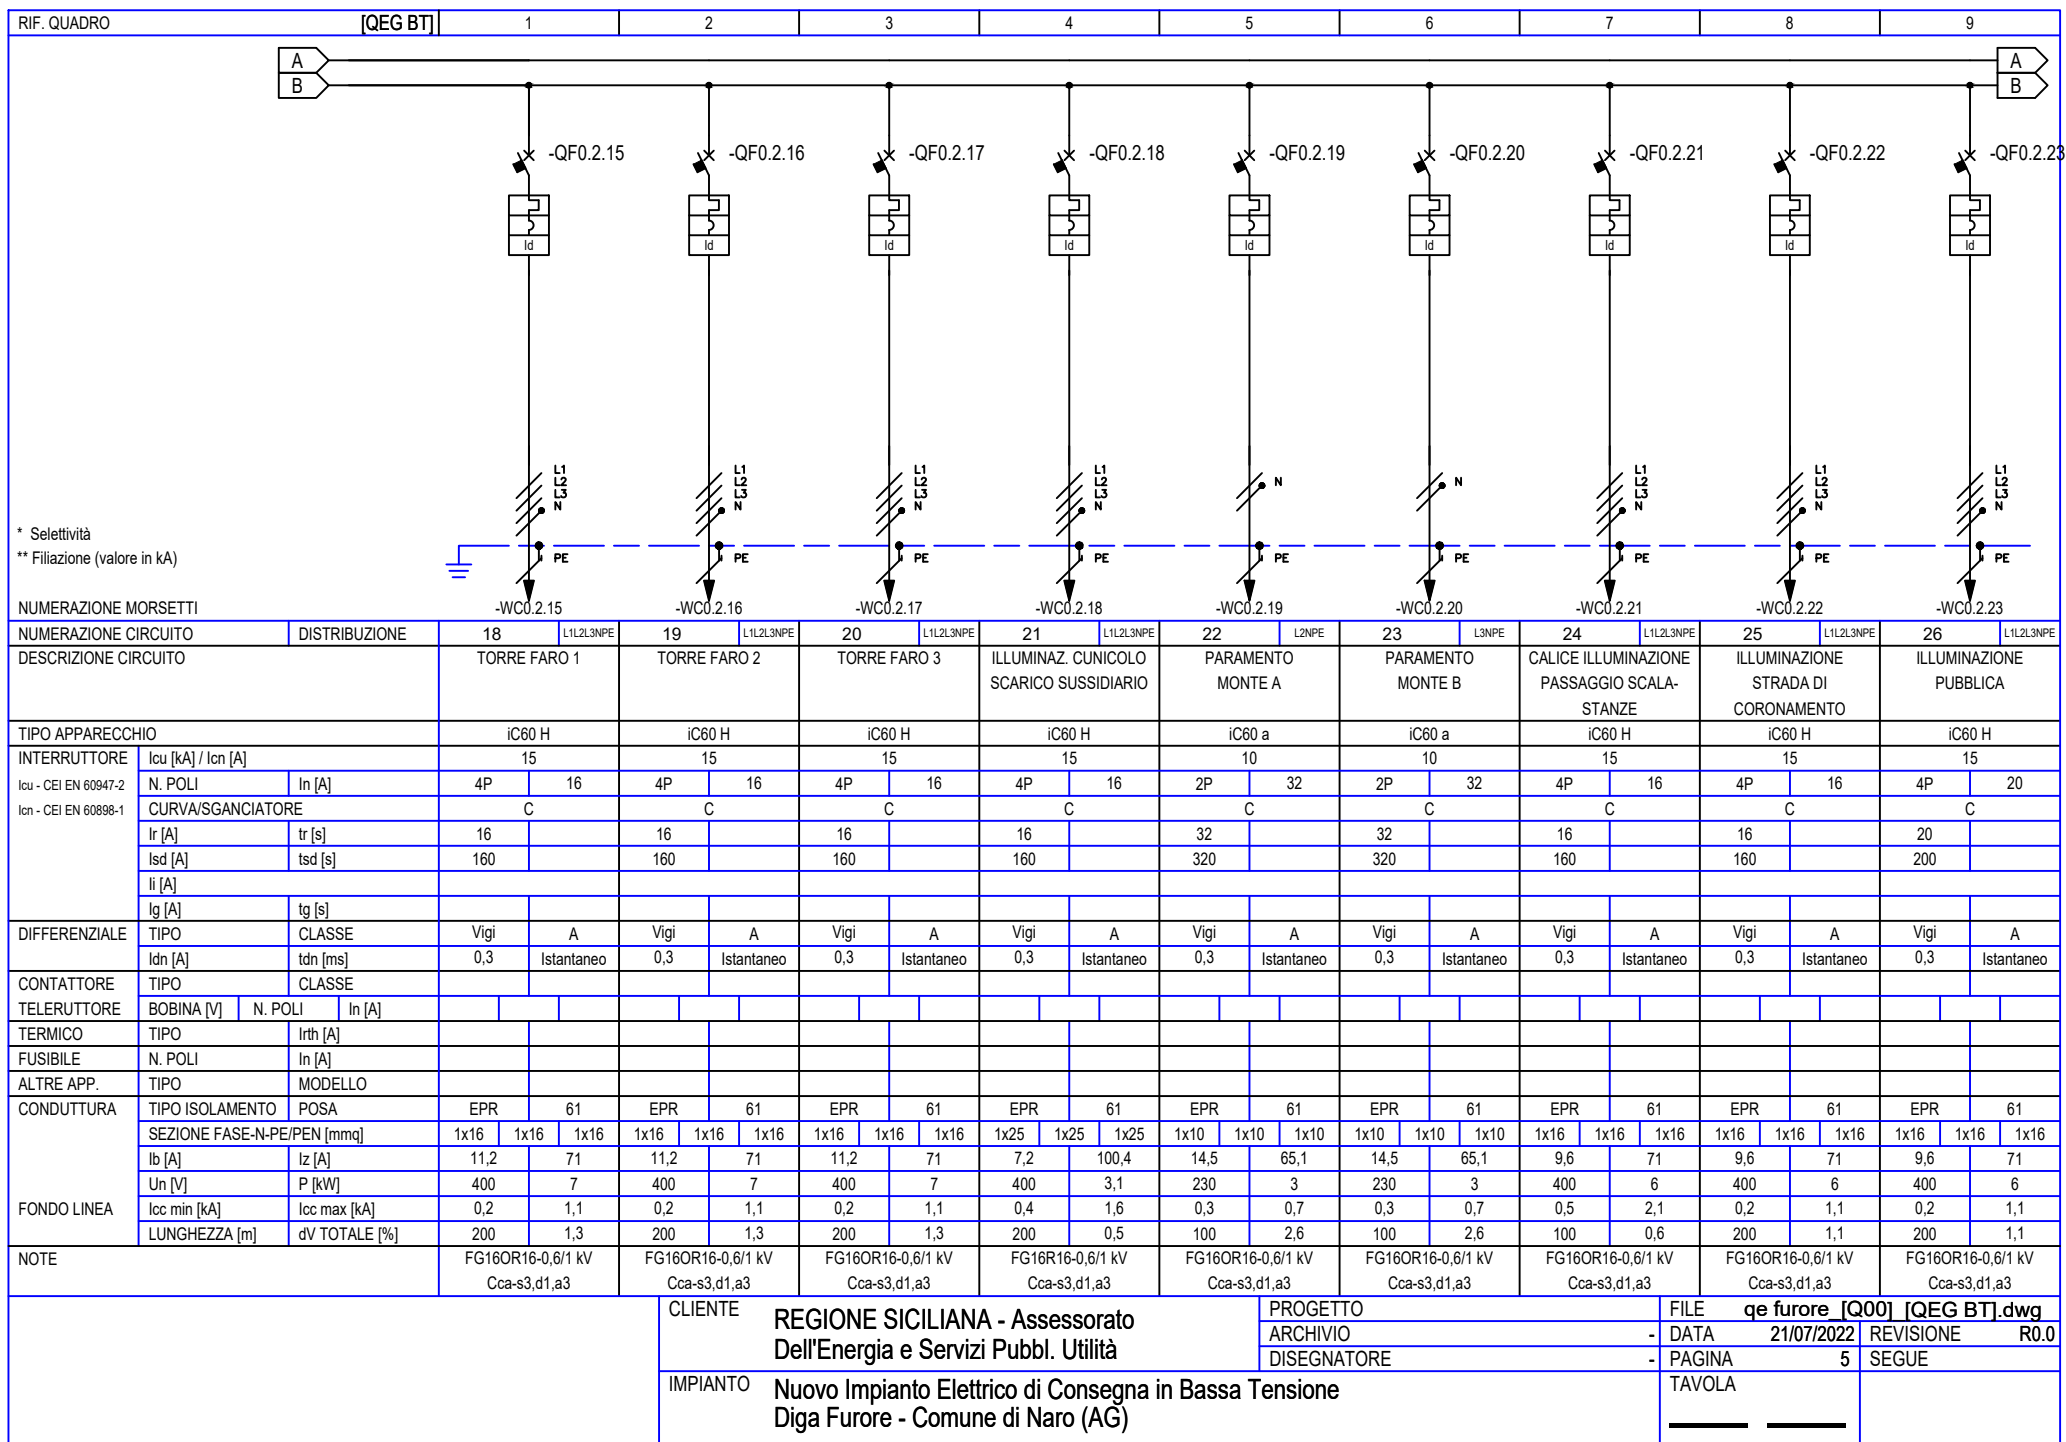 RIF. QUADRO [QEG BT] 1 2 3 4 5 6 7 8 9
A A
B B
-QF0.2.15 -QF0.2.16 -QF0.2.17 -QF0.2.18 -QF0.2.19 -QF0.2.20 -QF0.2.21 -QF0.2.22 -QF0.2.23
Id Id Id Id Id Id Id Id Id
L1 L1 L1 L1 L1 L1 L1
L2 L2 L2 L2 N N L2 L2 L2
L3 L3 L3 L3 L3 L3 L3
N N N N N N N
* Selettività
** Filiazione (valore in kA)
PE PE PE PE PE PE PE PE PE
NUMERAZIONE MORSETTI -WC0.2.15 -WC0.2.16 -WC0.2.17 -WC0.2.18 -WC0.2.19 -WC0.2.20 -WC0.2.21 -WC0.2.22 -WC0.2.23
NUMERAZIONE CIRCUITO DISTRIBUZIONE 18 L1L2L3NPE 19 L1L2L3NPE 20 L1L2L3NPE 21 L1L2L3NPE 22 L2NPE 23 L3NPE 24 L1L2L3NPE 25 L1L2L3NPE 26 L1L2L3NPE
DESCRIZIONE CIRCUITO TORRE FARO 1 TORRE FARO 2 TORRE FARO 3 ILLUMINAZ. CUNICOLO PARAMENTO PARAMENTO CALICE ILLUMINAZIONE ILLUMINAZIONE ILLUMINAZIONE
SCARICO SUSSIDIARIO MONTE A MONTE B PASSAGGIO SCALA- STRADA DI PUBBLICA
STANZE CORONAMENTO
TIPO APPARECCHIO iC60 H iC60 H iC60 H iC60 H iC60 a iC60 a iC60 H iC60 H iC60 H
INTERRUTTORE Icu [kA] / Icn [A] 15 15 15 15 10 10 15 15 15
Icu - CEI EN 60947-2 N. POLI In [A] 4P 16 4P 16 4P 16 4P 16 2P 32 2P 32 4P 16 4P 16 4P 20
Icn - CEI EN 60898-1 CURVA/SGANCIATORE C C C C C C C C C
Ir [A] tr [s] 16 16 16 16 32 32 16 16 20
Isd [A] tsd [s] 160 160 160 160 320 320 160 160 200
Ii [A]
Ig [A] tg [s]
DIFFERENZIALE TIPO CLASSE Vigi A Vigi A Vigi A Vigi A Vigi A Vigi A Vigi A Vigi A Vigi A
Idn [A] tdn [ms] 0,3 Istantaneo 0,3 Istantaneo 0,3 Istantaneo 0,3 Istantaneo 0,3 Istantaneo 0,3 Istantaneo 0,3 Istantaneo 0,3 Istantaneo 0,3 Istantaneo
CONTATTORE TIPO CLASSE
TELERUTTORE BOBINA [V] N. POLI In [A]
TERMICO TIPO Irth [A]
FUSIBILE N. POLI In [A]
ALTRE APP. TIPO MODELLO
CONDUTTURA TIPO ISOLAMENTO POSA EPR 61 EPR 61 EPR 61 EPR 61 EPR 61 EPR 61 EPR 61 EPR 61 EPR 61
SEZIONE FASE-N-PE/PEN [mmq] 1x16 1x16 1x16 1x16 1x16 1x16 1x16 1x16 1x16 1x25 1x25 1x25 1x10 1x10 1x10 1x10 1x10 1x10 1x16 1x16 1x16 1x16 1x16 1x16 1x16 1x16 1x16
Ib [A] Iz [A] 11,2 71 11,2 71 11,2 71 7,2 100,4 14,5 65,1 14,5 65,1 9,6 71 9,6 71 9,6 71
Un [V] P [kW] 400 7 400 7 400 7 400 3,1 230 3 230 3 400 6 400 6 400 6
FONDO LINEA Icc min [kA] Icc max [kA] 0,2 1,1 0,2 1,1 0,2 1,1 0,4 1,6 0,3 0,7 0,3 0,7 0,5 2,1 0,2 1,1 0,2 1,1
LUNGHEZZA [m] dV TOTALE [%] 200 1,3 200 1,3 200 1,3 200 0,5 100 2,6 100 2,6 100 0,6 200 1,1 200 1,1
NOTE FG16OR16-0,6/1 kV FG16OR16-0,6/1 kV FG16OR16-0,6/1 kV FG16OR16-0,6/1 kV FG16OR16-0,6/1 kV FG16OR16-0,6/1 kV FG16OR16-0,6/1 kV FG16OR16-0,6/1 kV FG16OR16-0,6/1 kV
Cca-s3,d1,a3 Cca-s3,d1,a3 Cca-s3,d1,a3 Cca-s3,d1,a3 Cca-s3,d1,a3 Cca-s3,d1,a3 Cca-s3,d1,a3 Cca-s3,d1,a3 Cca-s3,d1,a3
CLIENTE REGIONE SICILIANA - Assessorato
Dell'Energia e Servizi Pubbl. Utilità
PROGETTO FILE qe furore_[Q00]_[QEG BT].dwg
ARCHIVIO - DATA 21/07/2022 REVISIONE R0.0
DISEGNATORE - PAGINA 5 SEGUE
IMPIANTO Nuovo Impianto Elettrico di Consegna in Bassa Tensione
Diga Furore - Comune di Naro (AG)
TAVOLA